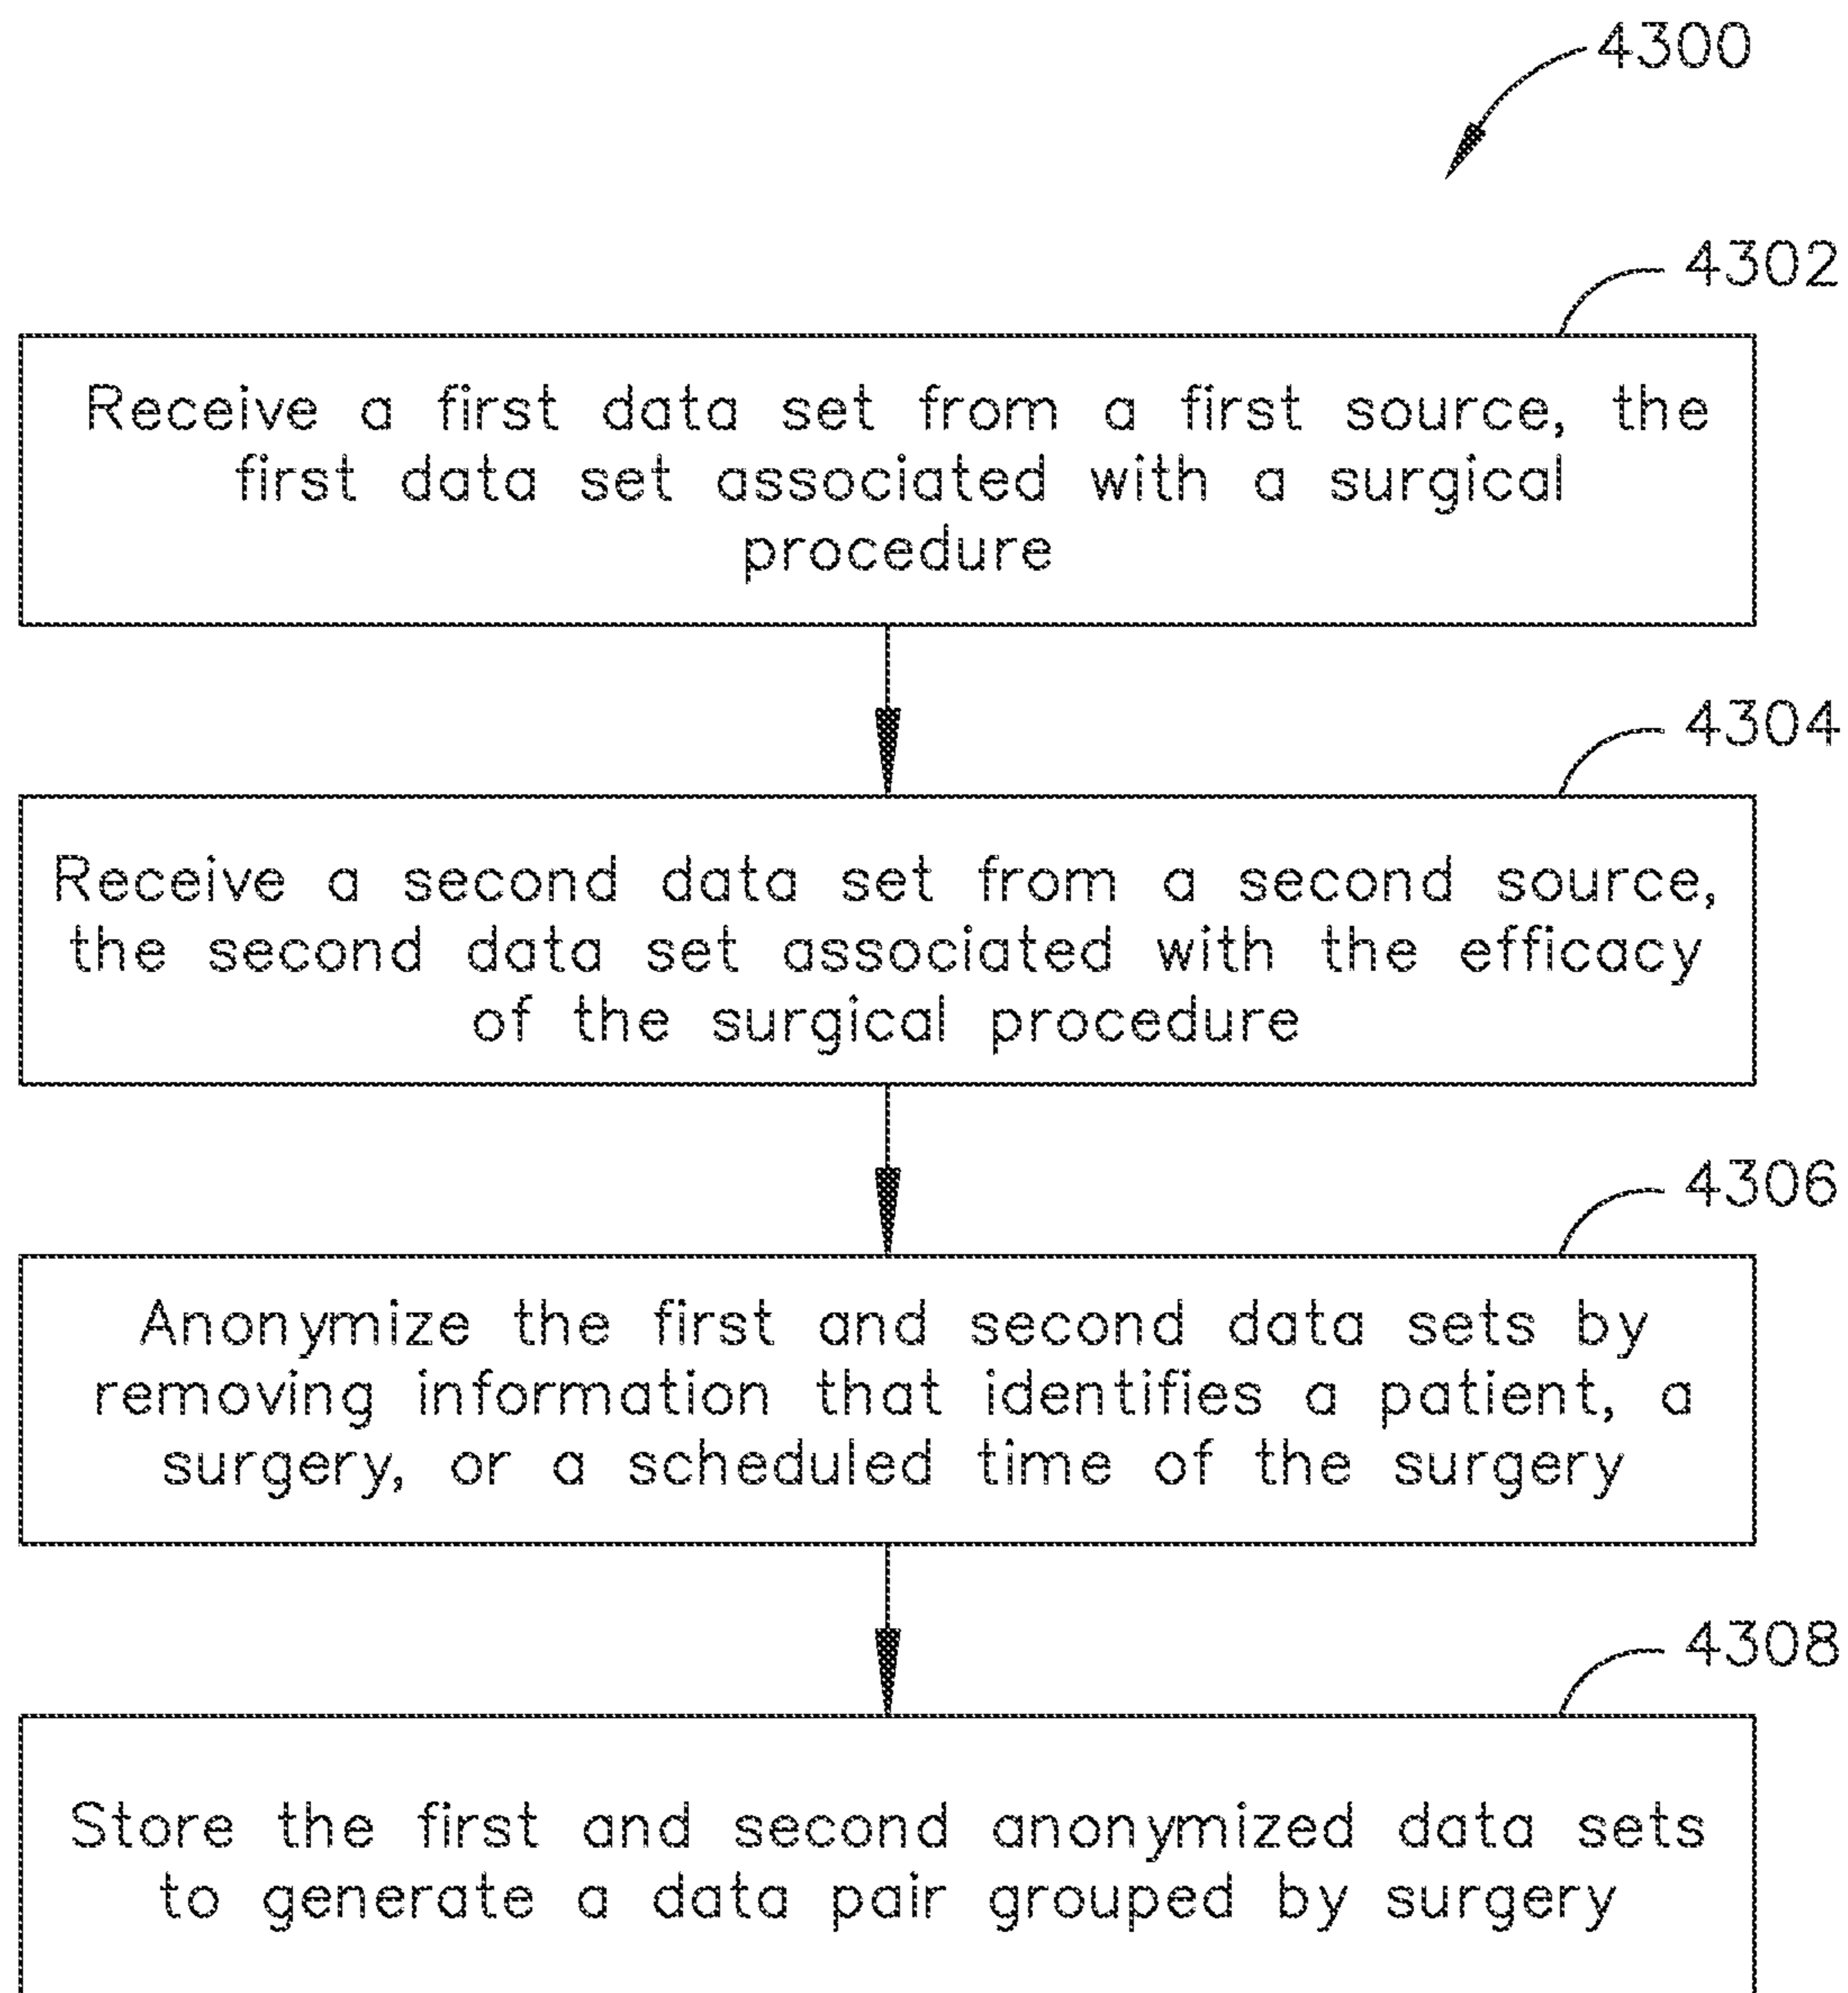 4300
4302
Receive a first data set from a first source, the
first data set associated with a surgical
procedure
4304
Receive a second data set from a second source,
the second data set associated with the efficacy
of the surgical procedure
4306
Anonymize the first and second data sets by
removing information that identifies a patient, a
surgery, or a scheduled time of the surgery
4308
Store the first and second anonymized data sets
to generate a data pair grouped by surgery